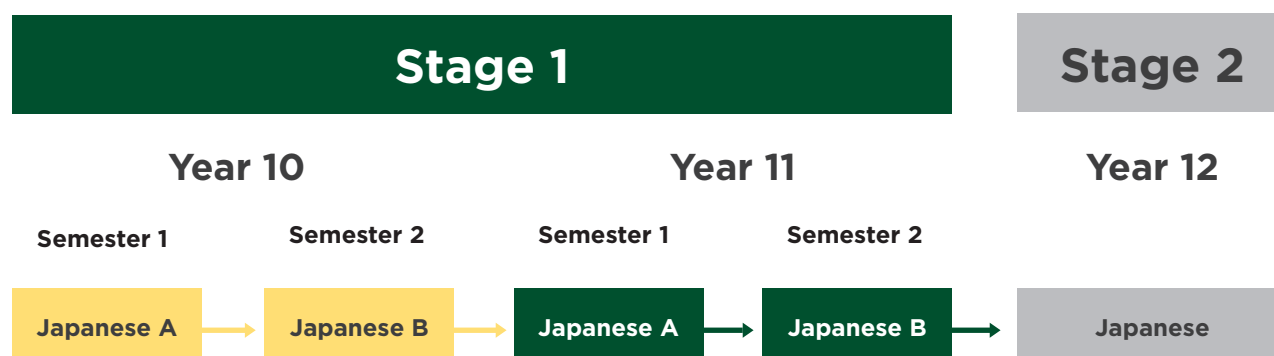 Stage 1
Stage 2
Year 10
Year 11
Year 12
Semester 1
Semester 2
Semester 1
Semester 2
Japanese A
Japanese B
Japanese A
Japanese B
Japanese